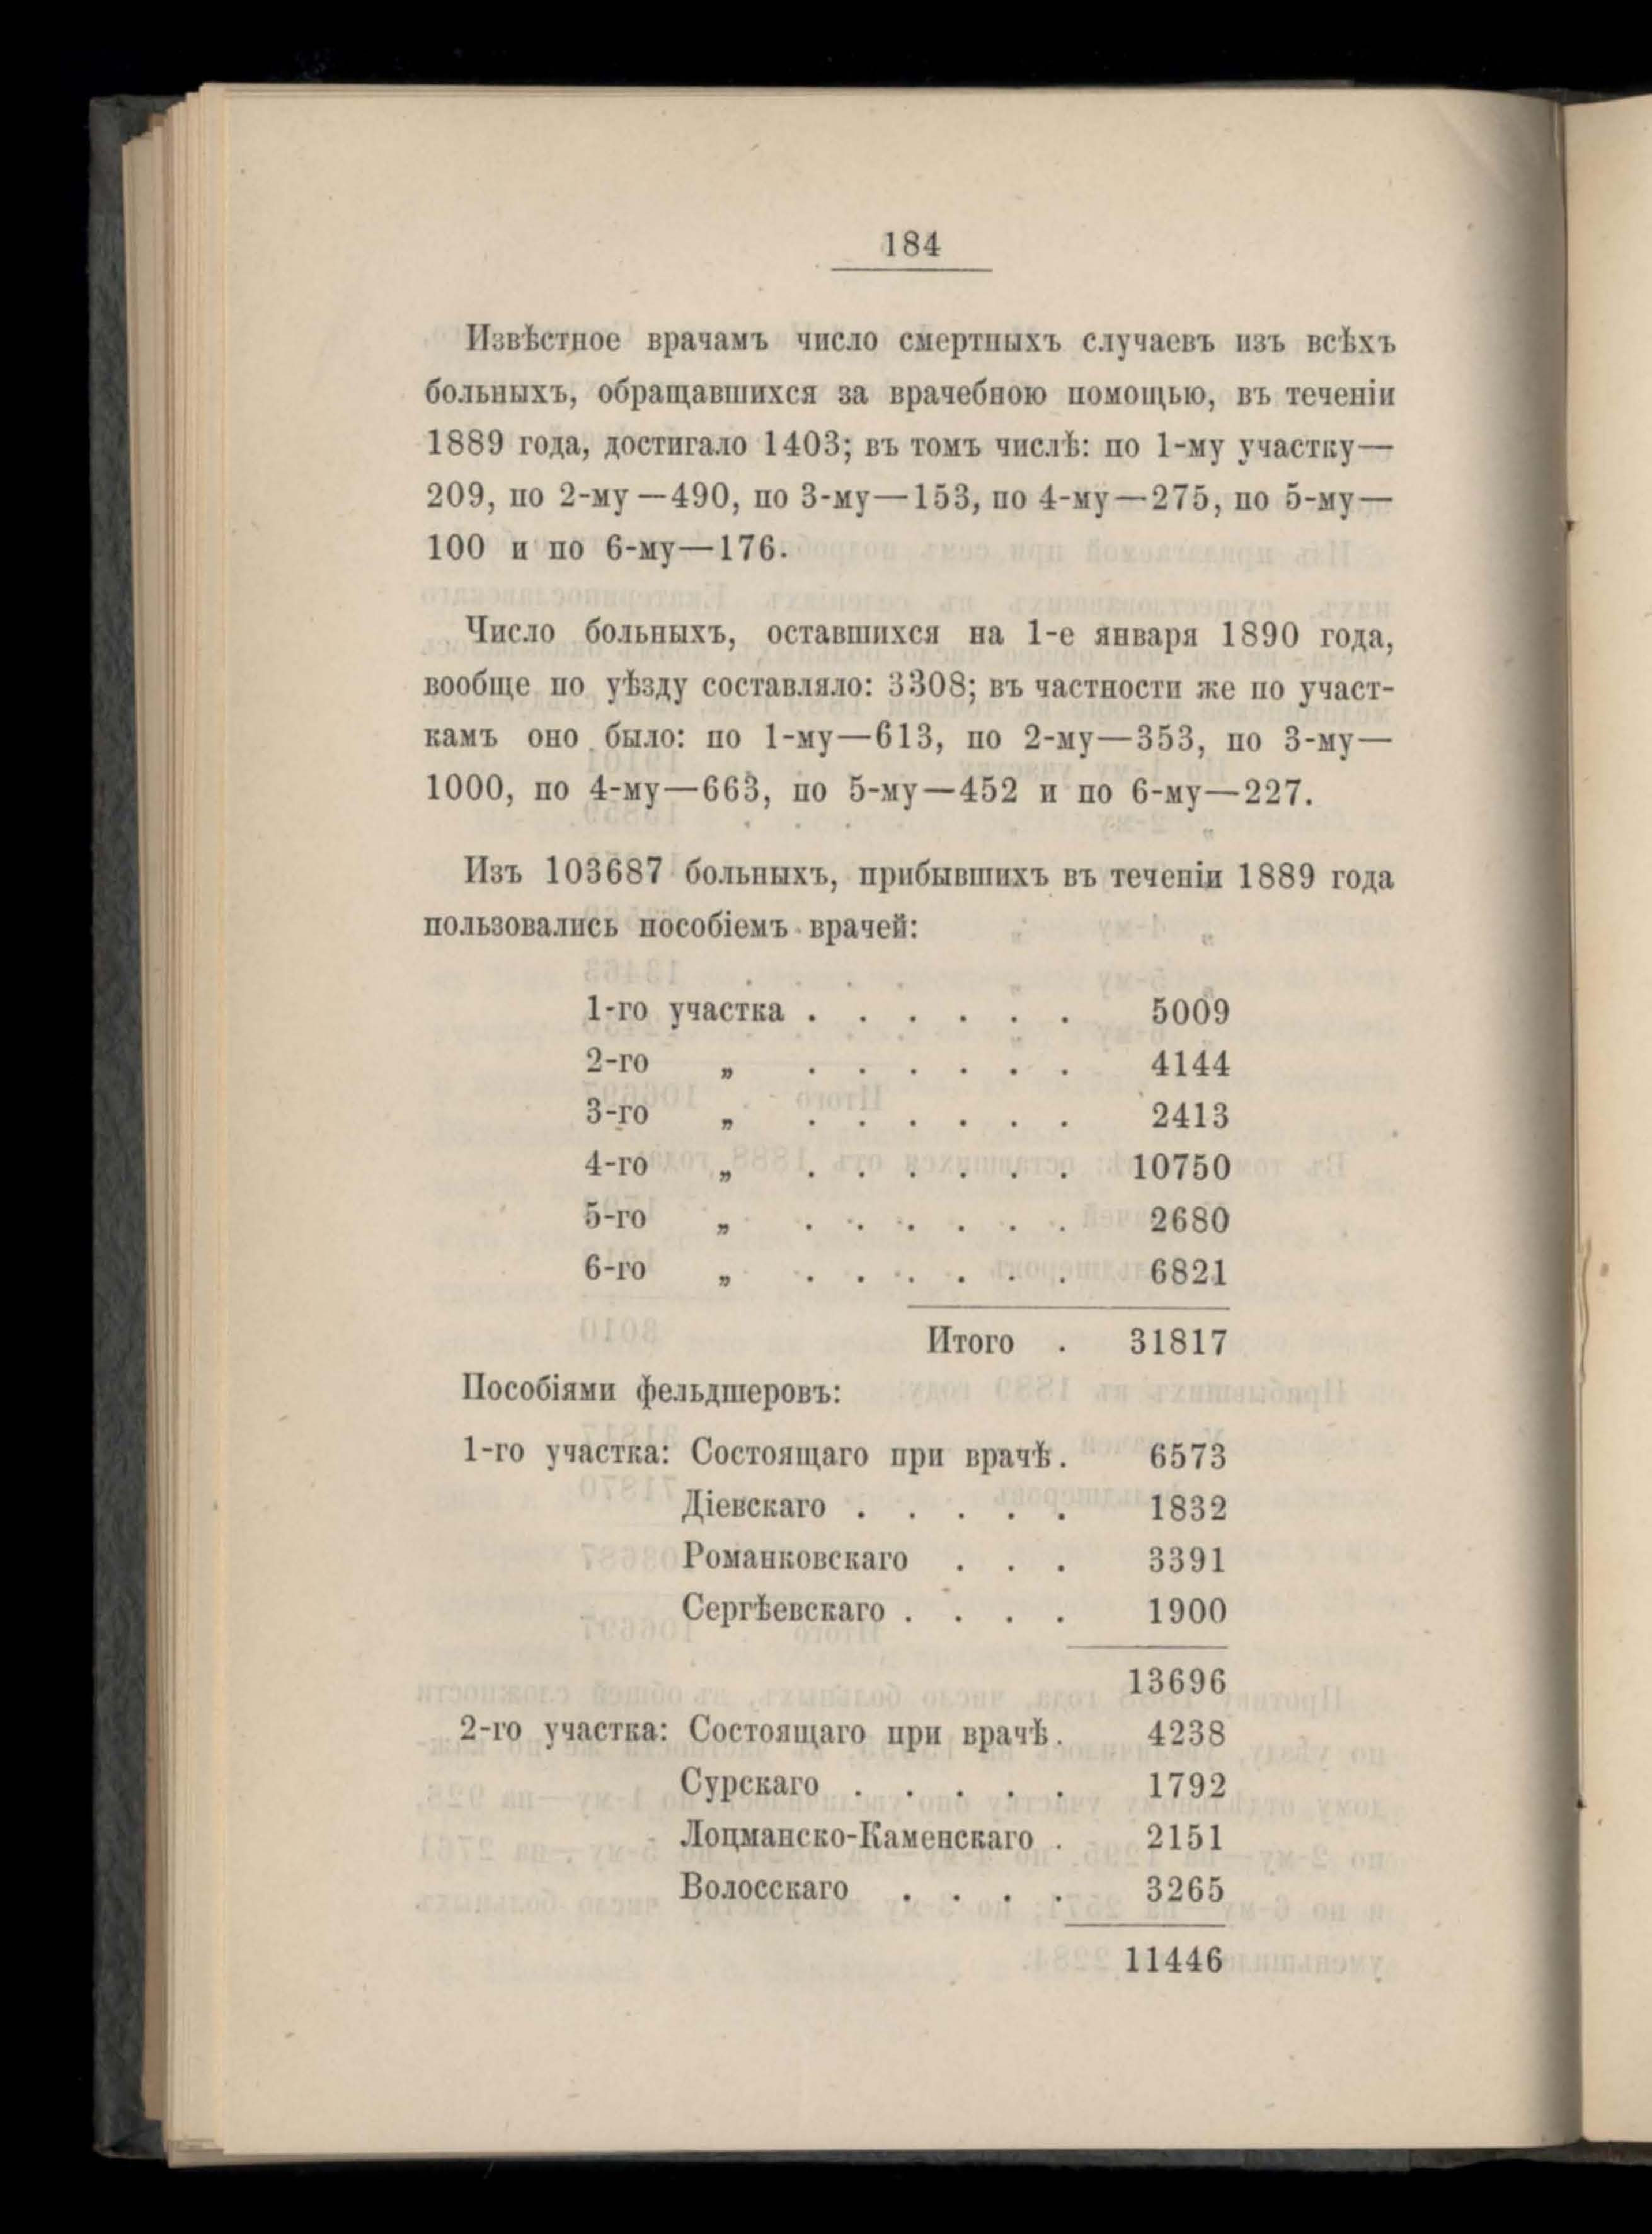 184
Извѣстное врачамъ число смертныхъ случаевъ изъ всѣхъ
больныхъ, обращавшихся за врачебною помощью, въ теченіи
1889 года, достигало 1403; въ томъ числѣ: по 1-му участку—
209, по 2-му—490, по 3-му—153, по 4-му—275, по 5-му—
100 и по 6-му—176.
Число больныхъ, оставшихся на 1-е января 1890 года,
вообще по уѣзду составляло: 3308; въ частности же по участ-
камъ оно было: по 1-му—613, по 2-му—353, по 3-му—
1000, по 4-му—663, по 5-му—452 и по 6-му—227.
Изъ 103687 больныхъ, прибывшихъ въ теченіи 1889 года
пользовались пособіемъ врачей:
1-го участка . . . . . . 5009
2-го „ . . . . . . 4144
3-го „ . . . . . . 2413
4-го „ . . . . . . 10750
5-го „ . . . . . . 2680
6-го „ . . . . . . 6821
Итого . 31817
Пособіями фельдшеровъ:
1-го участка: Состоящаго при врачѣ. 6573
Діевскаго . . . . . 1832
Романковскаго . . . 3391
Сергѣевскаго . . . . 1900
13696
2-го участка: Состоящаго при врачѣ. 4238
Сурскаго . . . . . 1792
Лоцманско-Каменскаго . 2151
Волосскаго . . . . 3265
11446